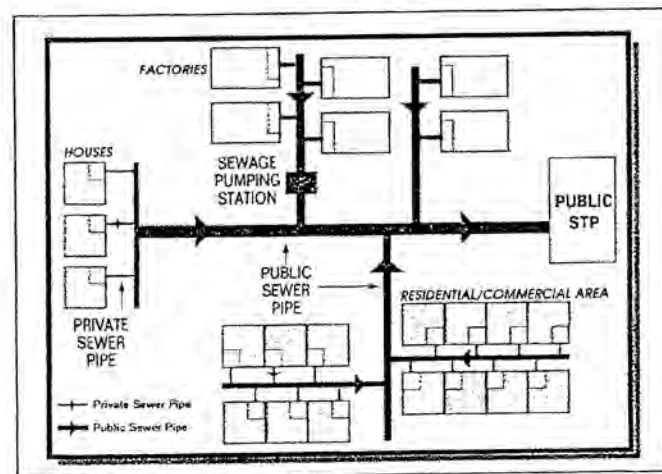 FACTORIES
HOUSES
SEWAGE
PUMPING
STATION
PUBLIC
STP
PUBLIC
SEWER
PIPE
RESIDENTIAL/COMMERCIAL AREA
PRIVATE
SEWER
PIPE
Private Sewer Pipe
Public Sewer Pipe